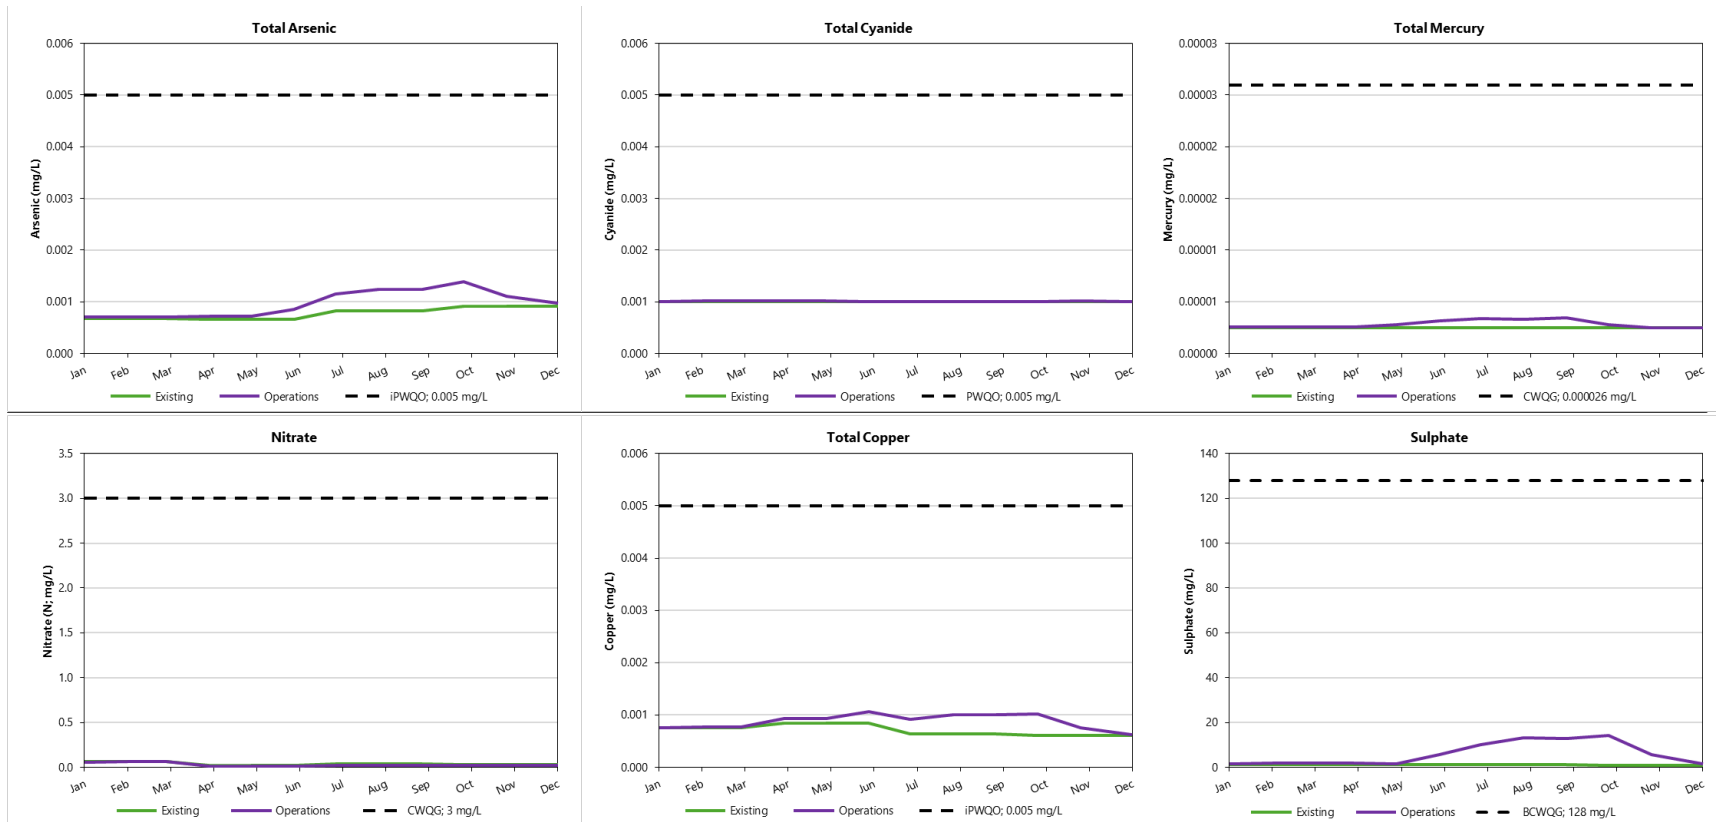 Total Arsenic
0.006
0.005
0.004
0.003
0.002
0.001
0.000
Arsenic (mg/L)
Jan Feb Mar Apr May Jun Jul Aug Sep Oct Nov Dec
Existing Operations iPWQO; 0.005 mg/L
Total Cyanide
0.006
0.005
0.004
0.003
0.002
0.001
0.000
Cyanide (mg/L)
Jan Feb Mar Apr May Jun Jul Aug Sep Oct Nov Dec
Existing Operations PWQO; 0.005 mg/L
Total Mercury
0.00003
0.00003
0.00002
0.00002
0.00001
0.00001
0.00000
Mercury (mg/L)
Jan Feb Mar Apr May Jun Jul Aug Sep Oct Nov Dec
Existing Operations CWQG; 0.000026 mg/L
Nitrate
3.5
3.0
2.5
2.0
1.5
1.0
0.5
0.0
Nitrate (N; mg/L)
Jan Feb Mar Apr May Jun Jul Aug Sep Oct Nov Dec
Existing Operations CWQG; 3 mg/L
Total Copper
0.006
0.005
0.004
0.003
0.002
0.001
0.000
Copper (mg/L)
Jan Feb Mar Apr May Jun Jul Aug Sep Oct Nov Dec
Existing Operations iPWQO; 0.005 mg/L
Sulphate
140
120
100
80
60
40
20
0
Sulphate (mg/L)
Jan Feb Mar Apr May Jun Jul Aug Sep Oct Nov Dec
Existing Operations BCWQG; 128 mg/L